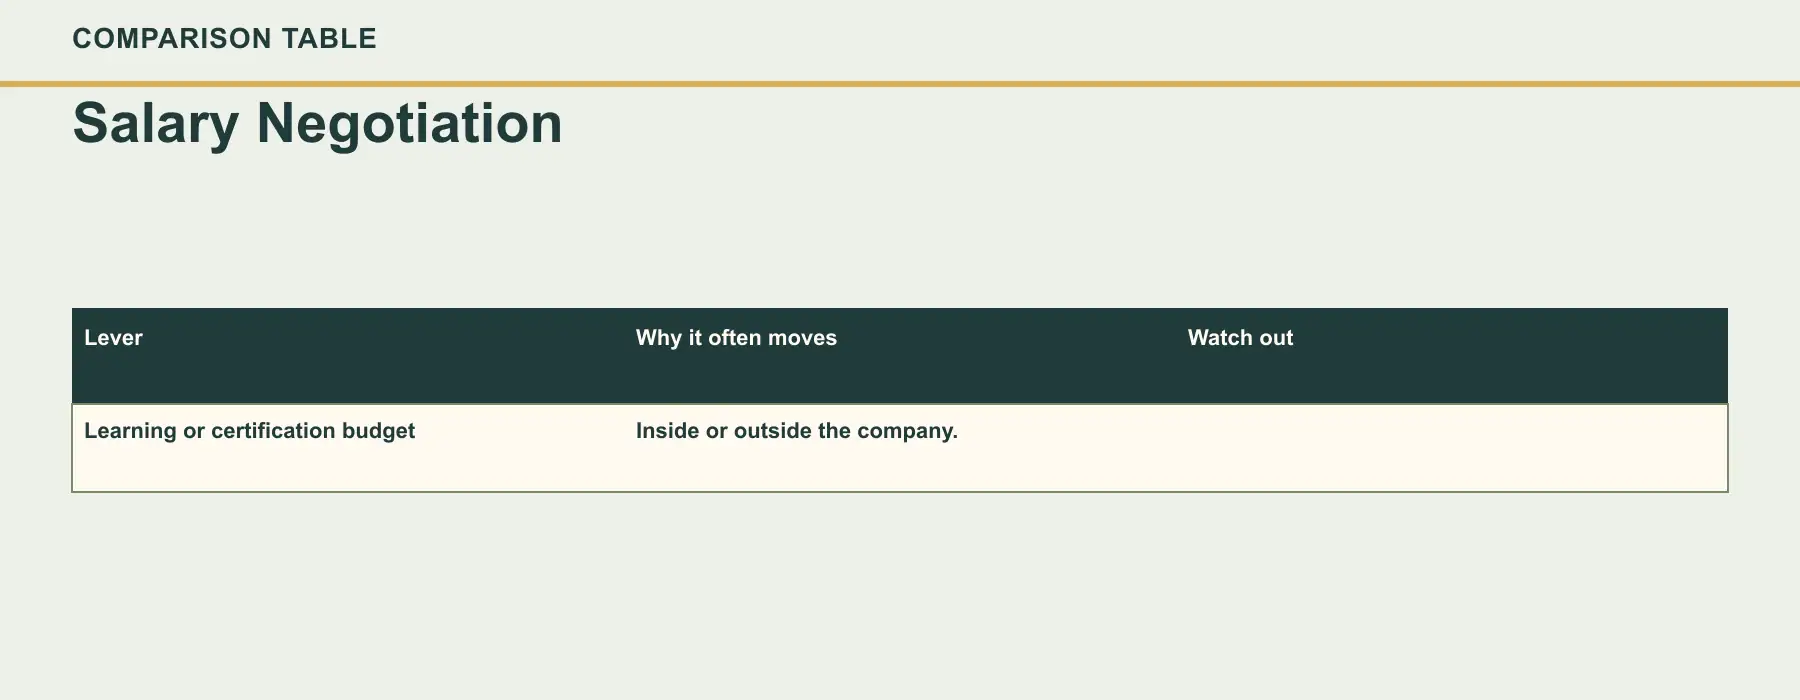 COMPARISON TABLE
Salary Negotiation
Lever Why it often moves Watch out
Learning or certification budget Inside or outside the company.